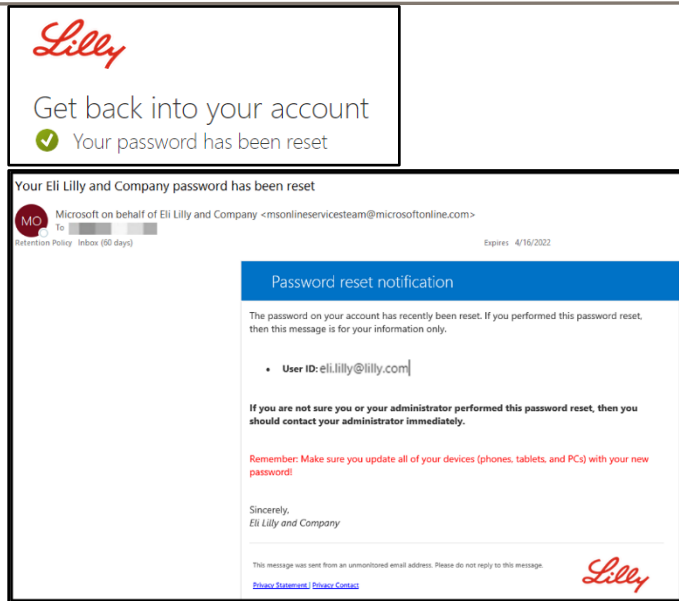 Lilly
Get back into your account
Your password has been reset
Your Eli Lilly and Company password has been reset
MO
Microsoft on behalf of Eli Lilly and Company <msonlineservicesteam@microsoftonline.com>
To
Retention Policy Inbox (60 days)
Expires 4/16/2022
Password reset notification
The password on your account has recently been reset. If you performed this password reset,
then this message is for your information only.
• User ID: eli.lilly@lilly.com
If you are not sure you or your administrator performed this password reset, then you
should contact your administrator immediately.
Remember: Make sure you update all of your devices (phones, tablets, and PCs) with your new
password!
Sincerely,
Eli Lilly and Company
This message was sent from an unmonitored email address. Please do not reply to this message.
Privacy Statement | Privacy Contact
Lilly